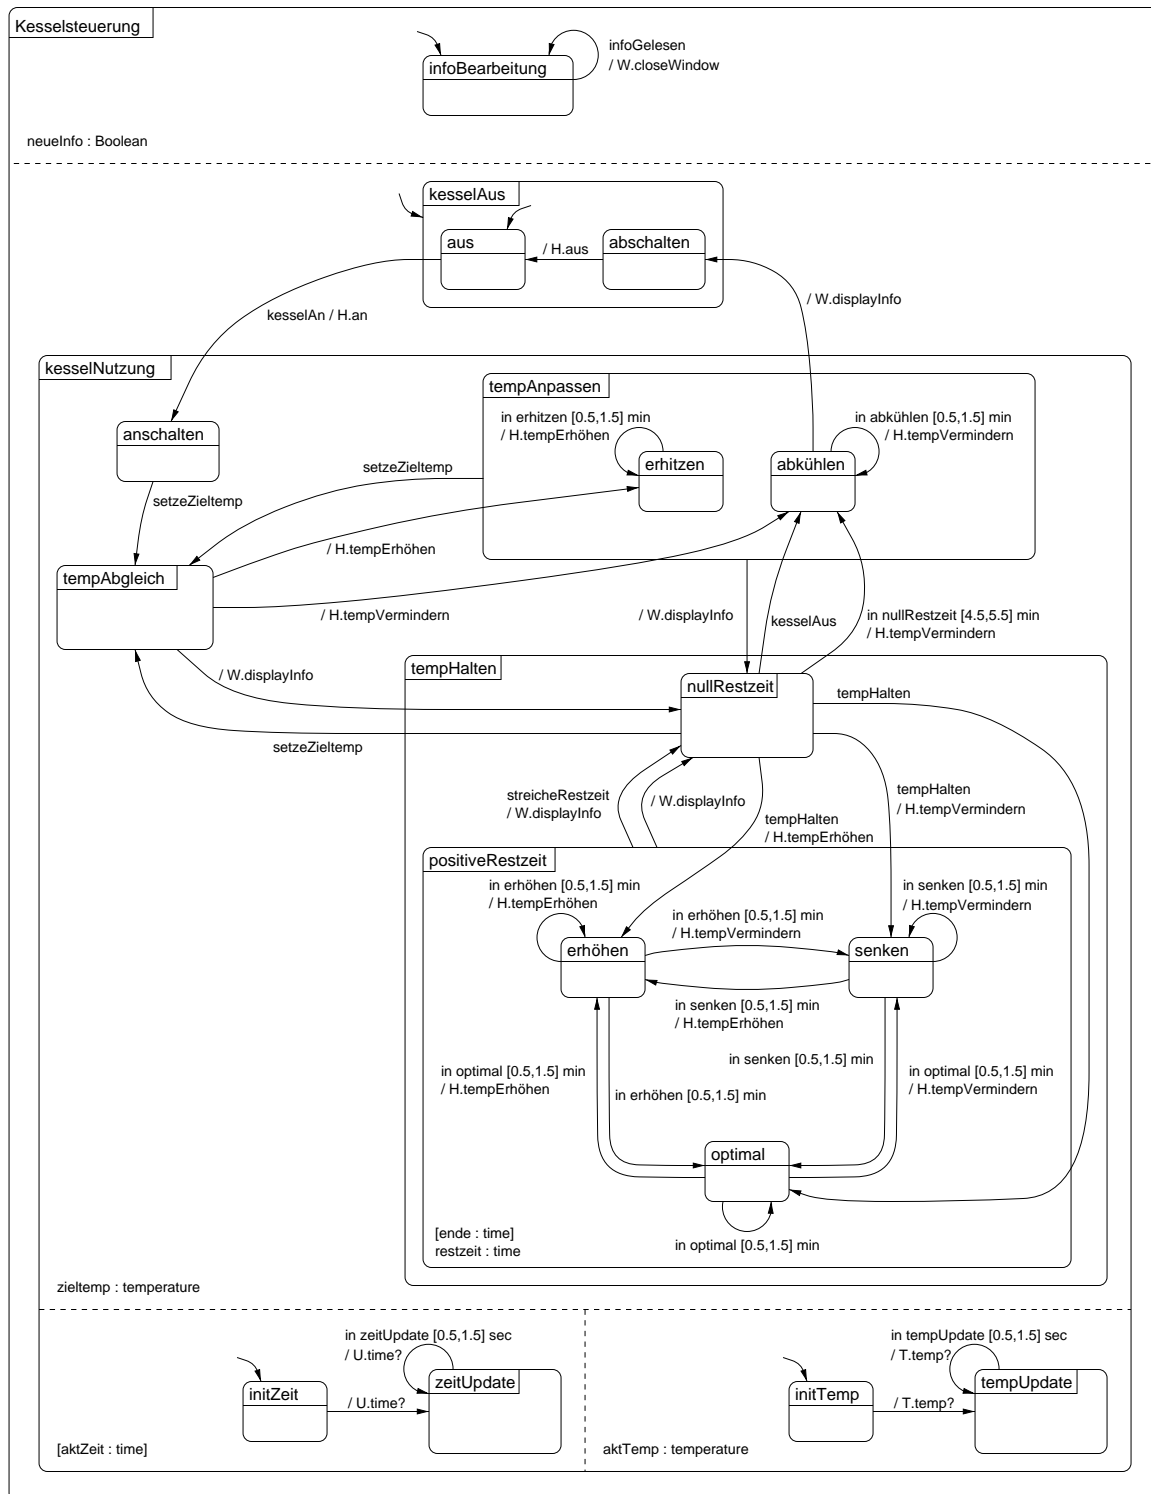 Kesselsteuerung
infoBearbeitung
infoGelesen
/ W.closeWindow
neueInfo : Boolean
kesselAus
aus
/ H.aus
abschalten
/ W.displayInfo
kesselAn / H.an
kesselNutzung
tempAnpassen
anschalten
in erhitzen [0.5,1.5] min
/ H.tempErhöhen
erhitzen
in abkühlen [0.5,1.5] min
/ H.tempVermindern
abkühlen
setzeZieltemp
setzeZieltemp
/ H.tempErhöhen
tempAbgleich
/ H.tempVermindern
/ W.displayInfo
kesselAus
in nullRestzeit [4.5,5.5] min
/ H.tempVermindern
tempHalten
/ W.displayInfo
nullRestzeit
tempHalten
setzeZieltemp
streicheRestzeit
/ W.displayInfo
/ W.displayInfo
tempHalten
/ H.tempErhöhen
tempHalten
/ H.tempVermindern
positiveRestzeit
in erhöhen [0.5,1.5] min
/ H.tempErhöhen
in erhöhen [0.5,1.5] min
/ H.tempVermindern
in senken [0.5,1.5] min
/ H.tempVermindern
erhöhen
senken
in senken [0.5,1.5] min
/ H.tempErhöhen
in optimal [0.5,1.5] min
/ H.tempErhöhen
in erhöhen [0.5,1.5] min
in senken [0.5,1.5] min
in optimal [0.5,1.5] min
/ H.tempVermindern
optimal
in optimal [0.5,1.5] min
[ende : time]
restzeit : time
zieltemp : temperature
in zeitUpdate [0.5,1.5] sec
/ U.time?
initZeit
/ U.time?
zeitUpdate
[aktZeit : time]
in tempUpdate [0.5,1.5] sec
/ T.temp?
initTemp
/ T.temp?
tempUpdate
aktTemp : temperature